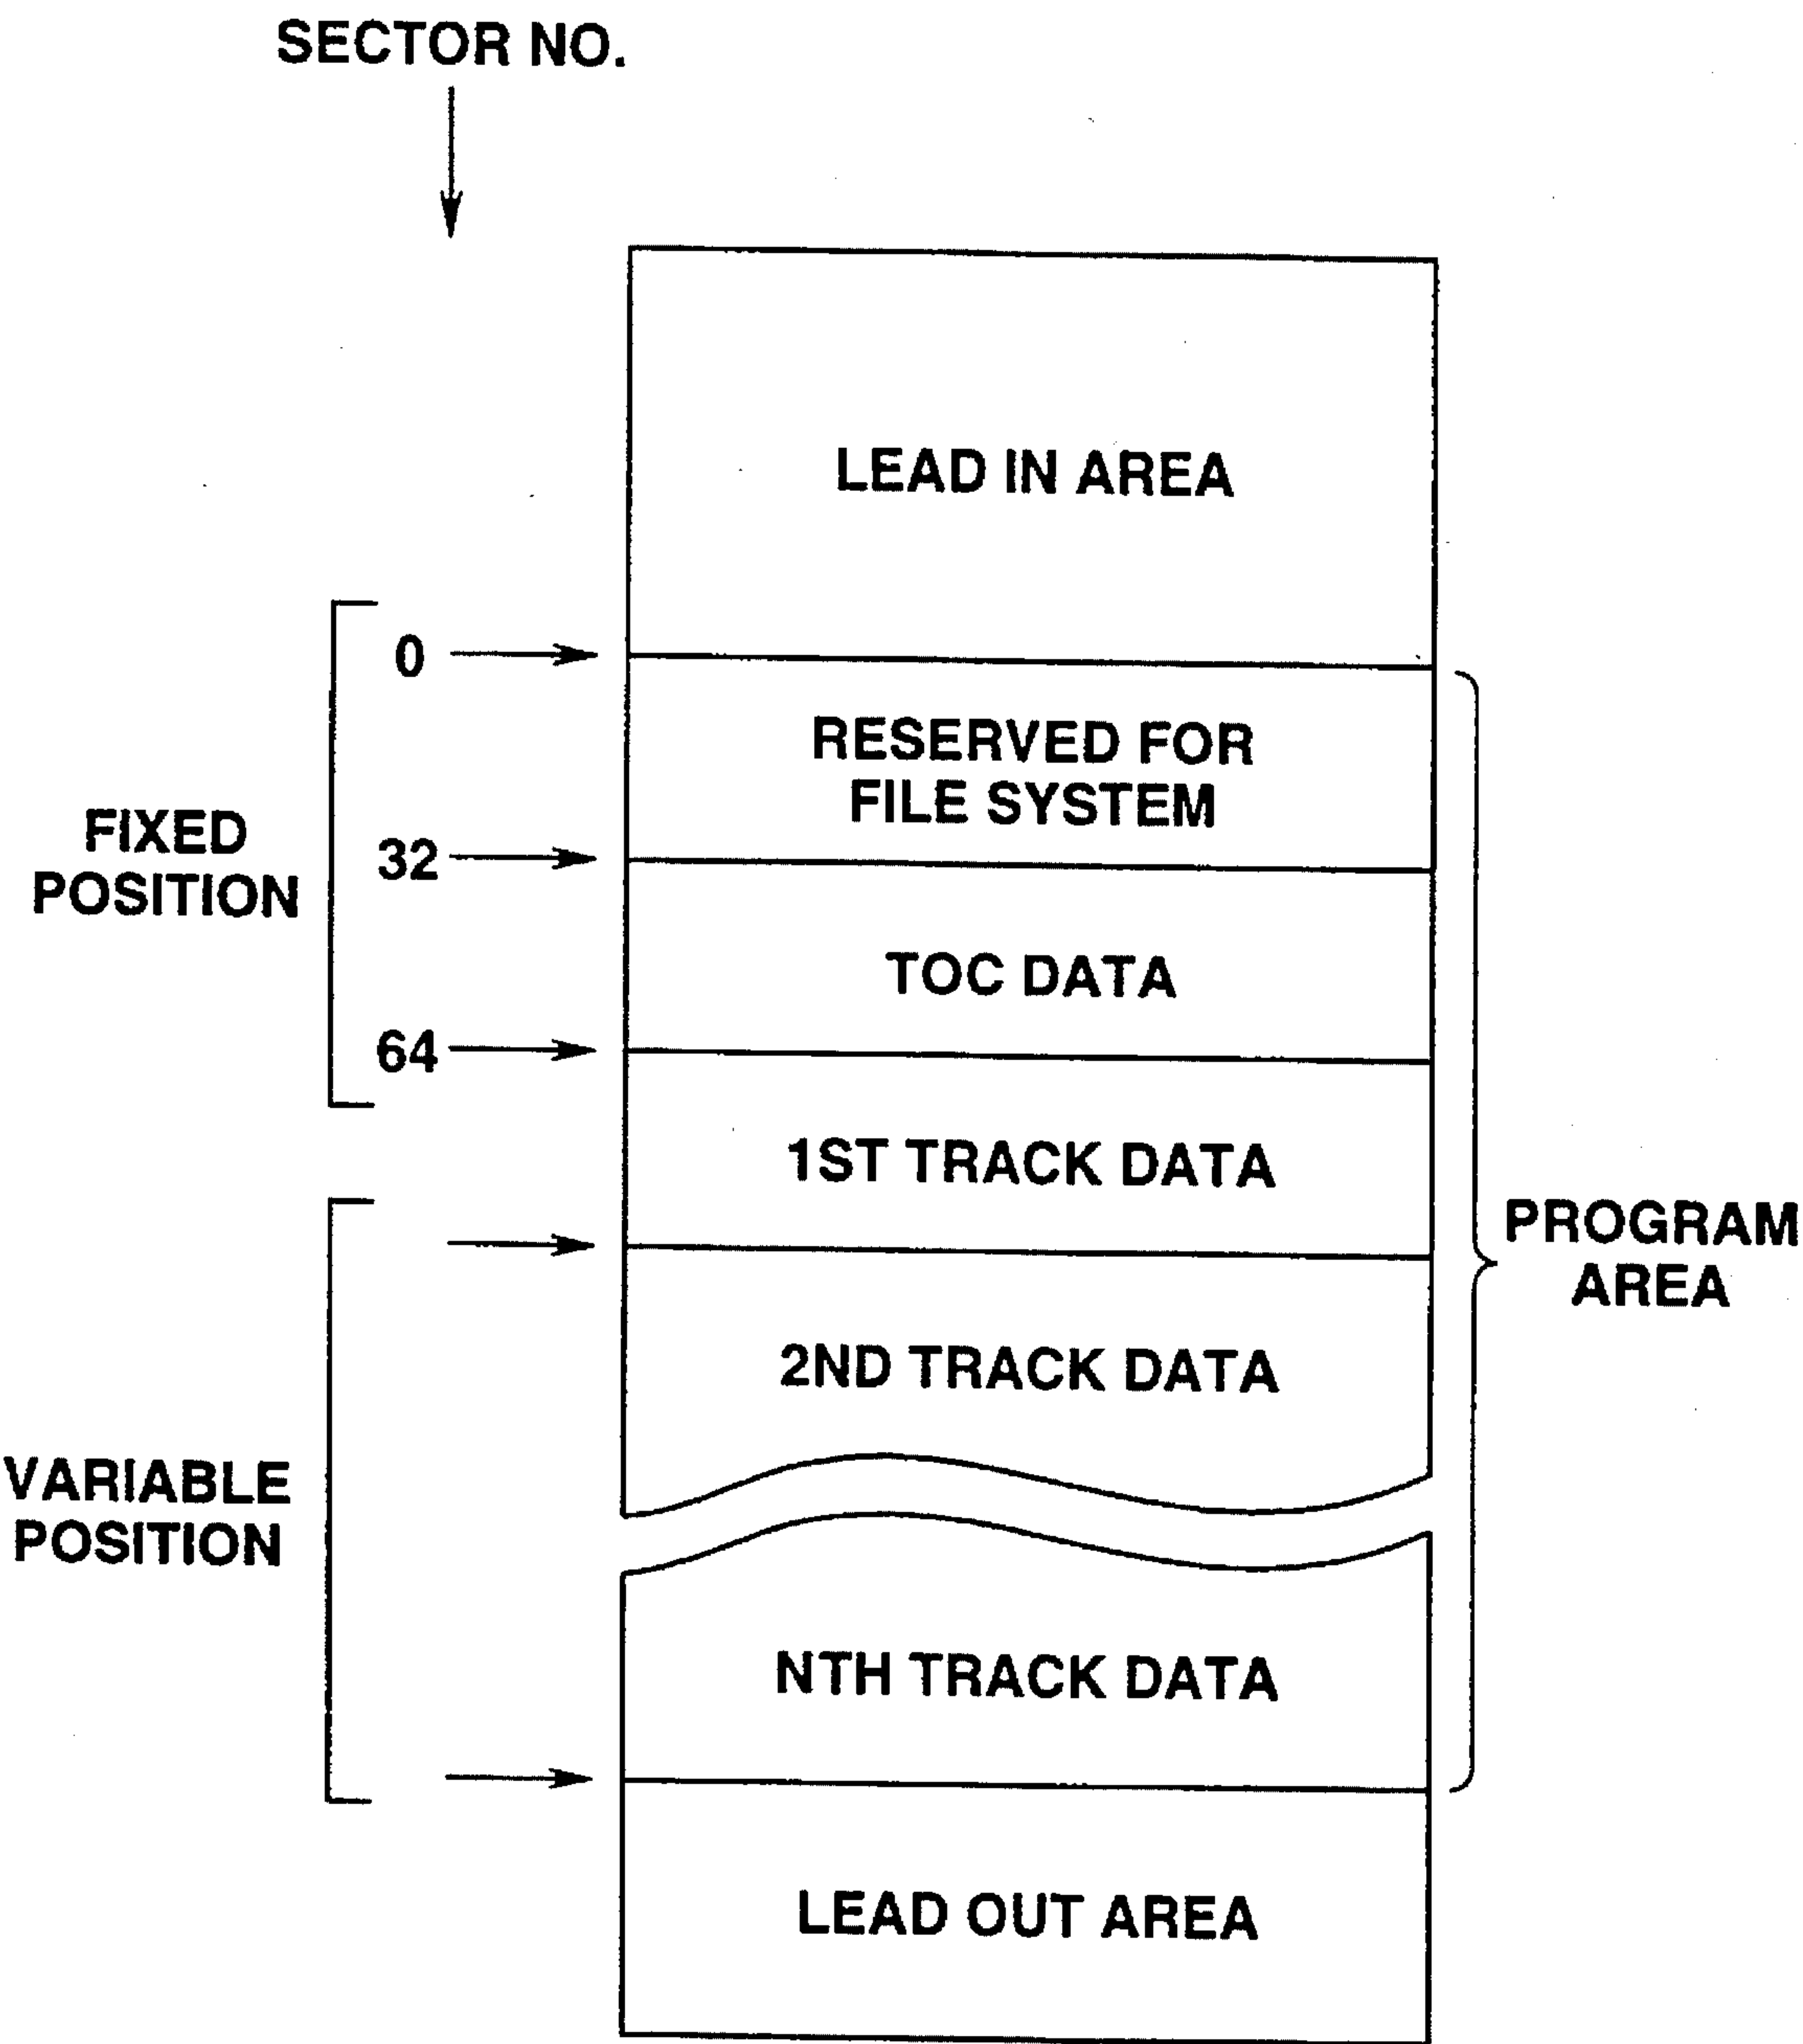 SECTOR NO.
LEAD IN AREA
0
RESERVED FOR
FILE SYSTEM
FIXED
POSITION
32
TOC DATA
64
1ST TRACK DATA
PROGRAM
AREA
2ND TRACK DATA
VARIABLE
POSITION
NTH TRACK DATA
LEAD OUT AREA